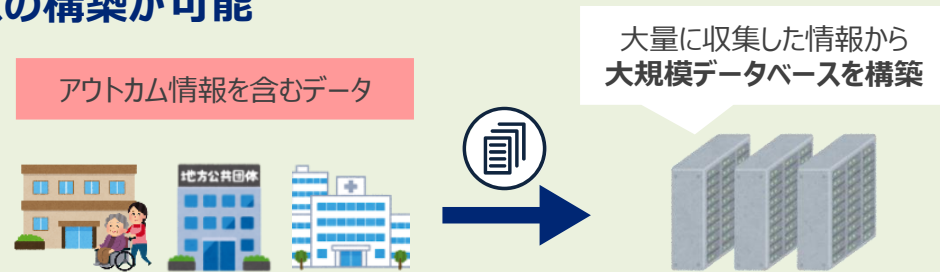 の構築が可能
アウトカム情報を含むデータ
大量に収集した情報から
大規模データベースを構築
地方公共団体